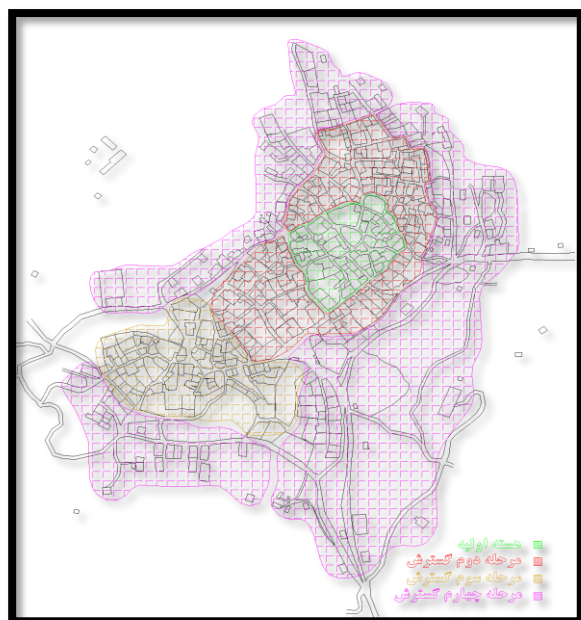 هسته اولیه
مرحله دوم گسترش
مرحله سوم گسترش
مرحله چهارم گسترش